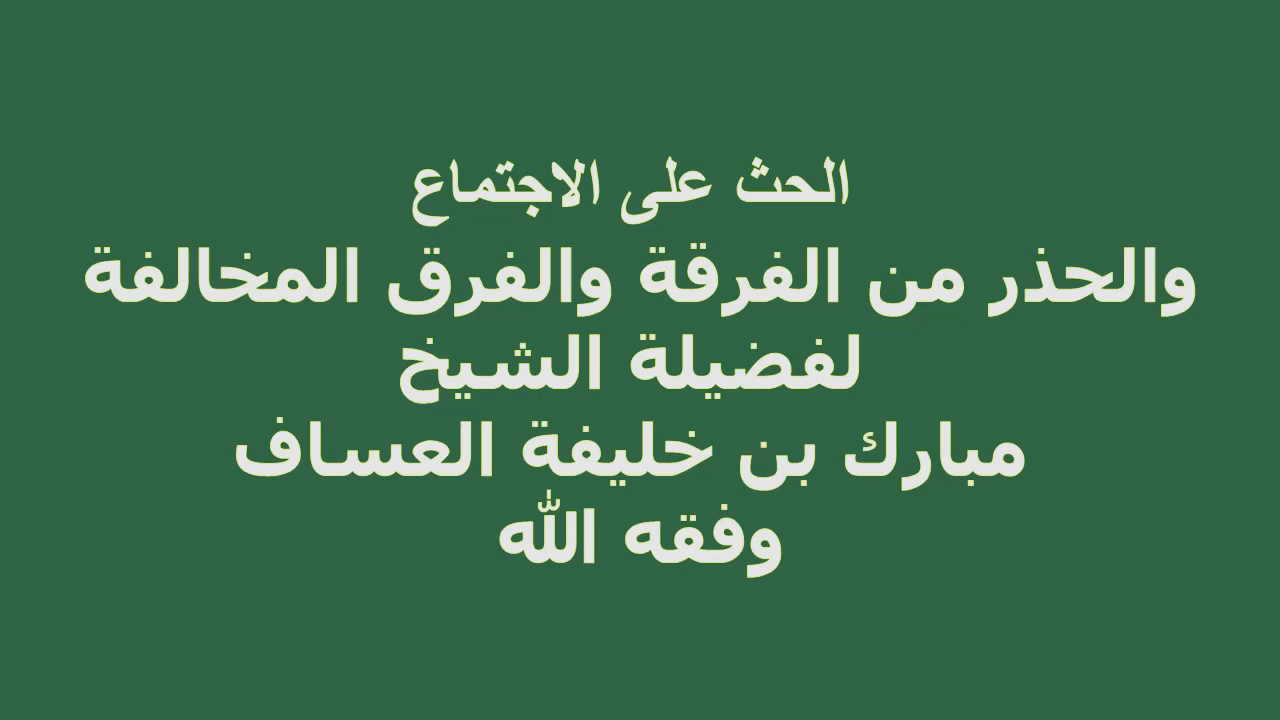 الحث على الاجتماع
والحذر من الفرقة والفرق المخالفة
لفضيلة الشيخ
مبارك بن خليفة العساف
وفقه الله